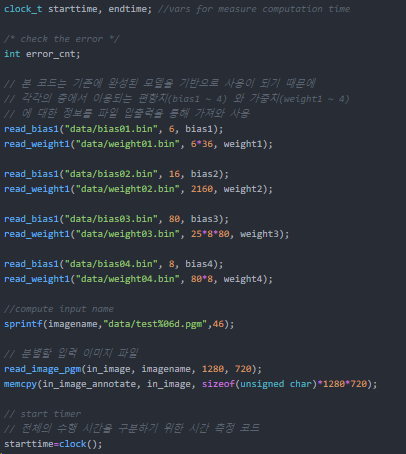 clock_t starttime, endtime; //vars for measure computation time
/* check the error */
int error_cnt;
// 본 코드는 기존에 완성된 모델을 기반으로 사용이 되기 때문에
// 각각의 층에서 이용되는 편향치(bias1 ~ 4) 와 가중치(weight1 ~ 4)
// 에 대한 정보를 파일 입출력을 통해 가져와 사용
read_bias1("data/bias01.bin", 6, bias1);
read_weight1("data/weight01.bin", 6*36, weight1);
read_bias1("data/bias02.bin", 16, bias2);
read_weight1("data/weight02.bin", 2160, weight2);
read_bias1("data/bias03.bin", 80, bias3);
read_weight1("data/weight03.bin", 25*8*80, weight3);
read_bias1("data/bias04.bin", 8, bias4);
read_weight1("data/weight04.bin", 80*8, weight4);
//compute input name
sprintf(imagename,"data/test%06d.pgm",46);
// 분별할 입력 이미지 파일
read_image_pgm(in_image, imagename, 1280, 720);
memcpy(in_image_annotate, in_image, sizeof(unsigned char)*1280*720);
// start timer
// 전체의 수행 시간을 구분하기 위한 시간 측정 코드
starttime=clock();